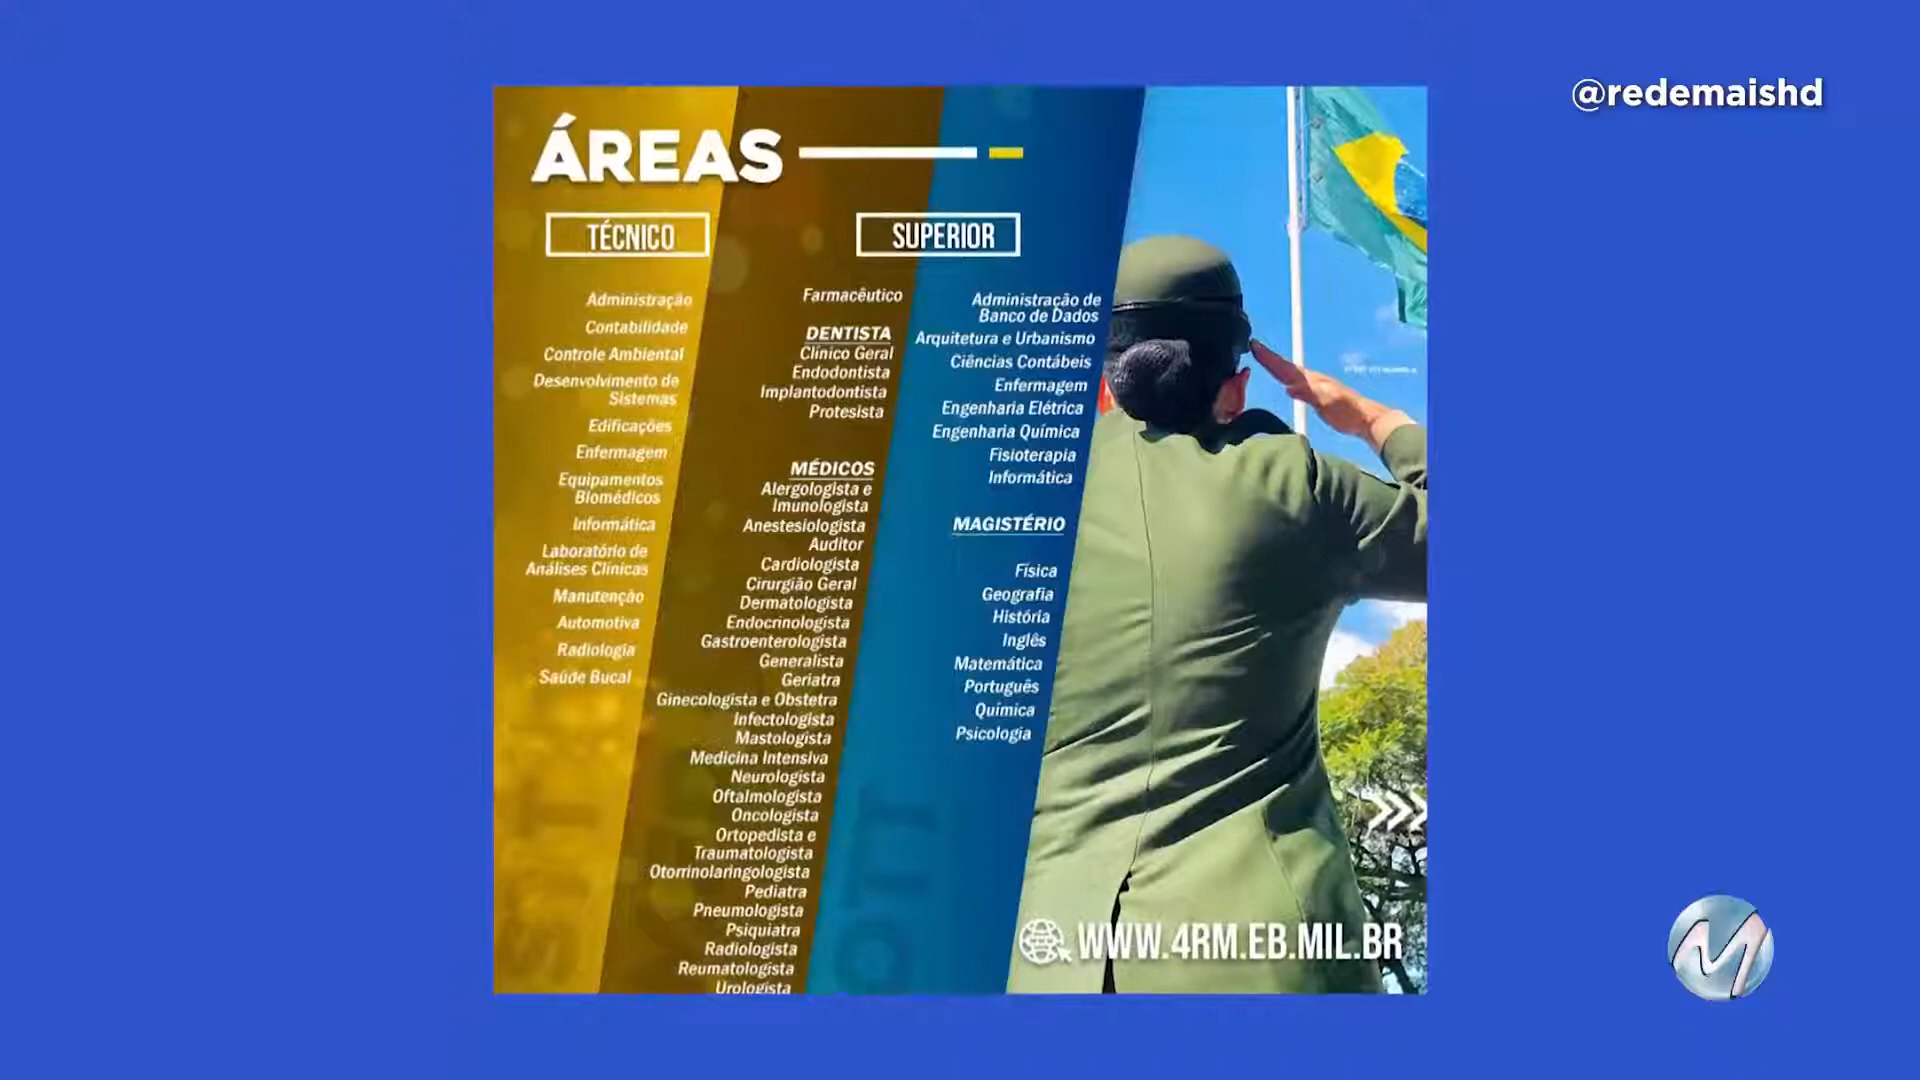 @redemaishd
ÁREAS
TÉCNICO
Administração
Contabilidade
Controle Ambiental
Desenvolvimento de
Sistemas
Edificações
Enfermagem
Equipamentos
Biomédicos
Informática
Laboratório de
Análises Clínicas
Manutenção
Automotiva
Radiologia
Saúde Bucal
SUPERIOR
Farmacêutico
DENTISTA
Clínico Geral
Endodontista
Implantodontista
Protesista
MÉDICOS
Alergologista e
Imunologista
Anestesiologista
Auditor
Cardiologista
Cirurgião Geral
Dermatologista
Endocrinologista
Gastroenterologista
Generalista
Geriatra
Ginecologista e Obstetra
Infectologista
Mastologista
Medicina Intensiva
Neurologista
Oftalmologista
Oncologista
Ortopedista e
Traumatologista
Otorrinolaringologista
Pediatra
Pneumologista
Psiquiatra
Radiologista
Reumatologista
Urologista
Administração de
Banco de Dados
Arquitetura e Urbanismo
Ciências Contábeis
Enfermagem
Engenharia Elétrica
Engenharia Química
Fisioterapia
Informática
MAGISTÉRIO
Física
Geografia
História
Inglês
Matemática
Português
Química
Psicologia
WWW.4RM.EB.MIL.BR
M